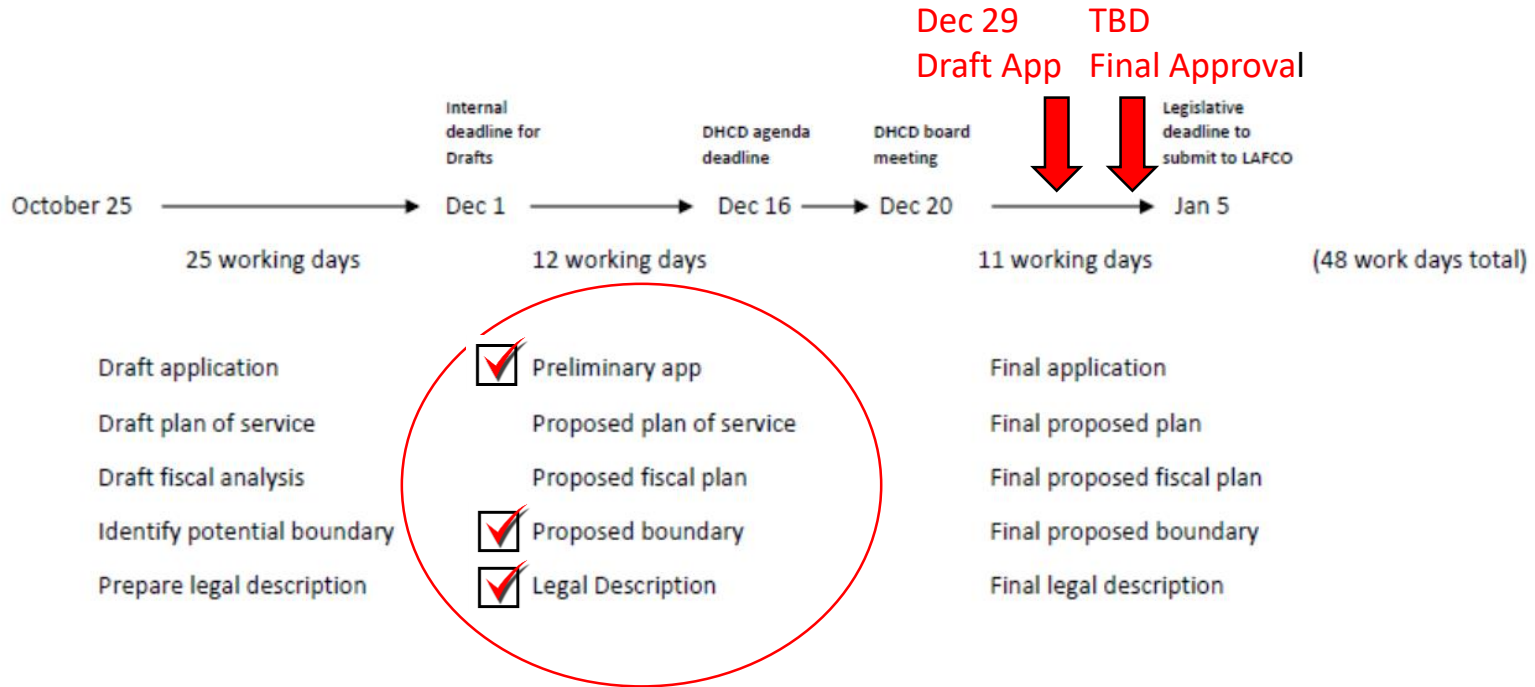 Dec 29 TBD
Draft App Final Approval
Internal
deadline for
Drafts
DHCD agenda
deadline
DHCD board
meeting
Legislative
deadline to
submit to LAFCO
October 25 Dec 1 Dec 16 Dec 20 Jan 5
25 working days 12 working days 11 working days (48 work days total)
Draft application Preliminary app Final application
Draft plan of service Proposed plan of service Final proposed plan
Draft fiscal analysis Proposed fiscal plan Final proposed fiscal plan
Identify potential boundary Proposed boundary Final proposed boundary
Prepare legal description Legal Description Final legal description